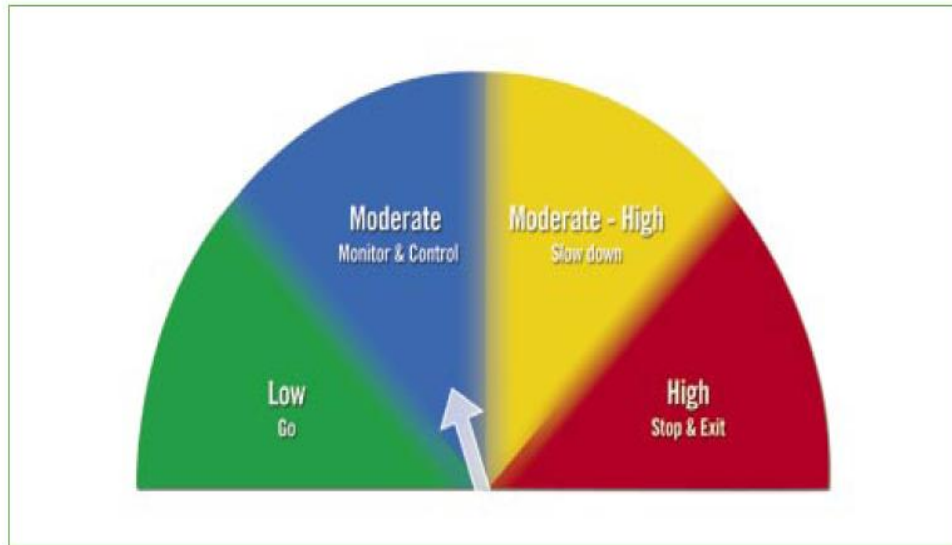 Moderate
Monitor & Control
Moderate - High
Slow down
Low
Go
High
Stop & Exit